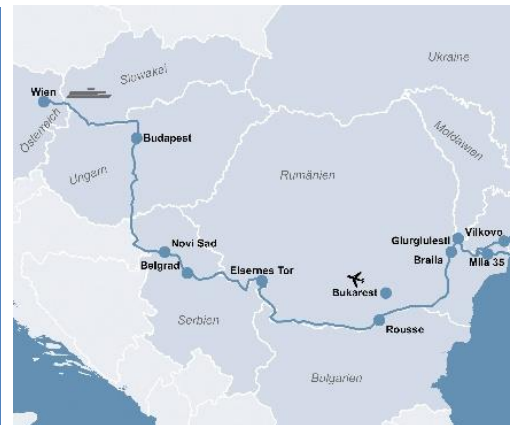 Ukraine
Slowakei
Wien
Österreich
Moldawien
Budapest
Ungarn
Rumänien
Giurgiulesti
Vilkovo
Novi Sad
Braila
Mila 35
Belgrad
Eisernes Tor
Bukarest
Serbien
Rousse
Bulgarien